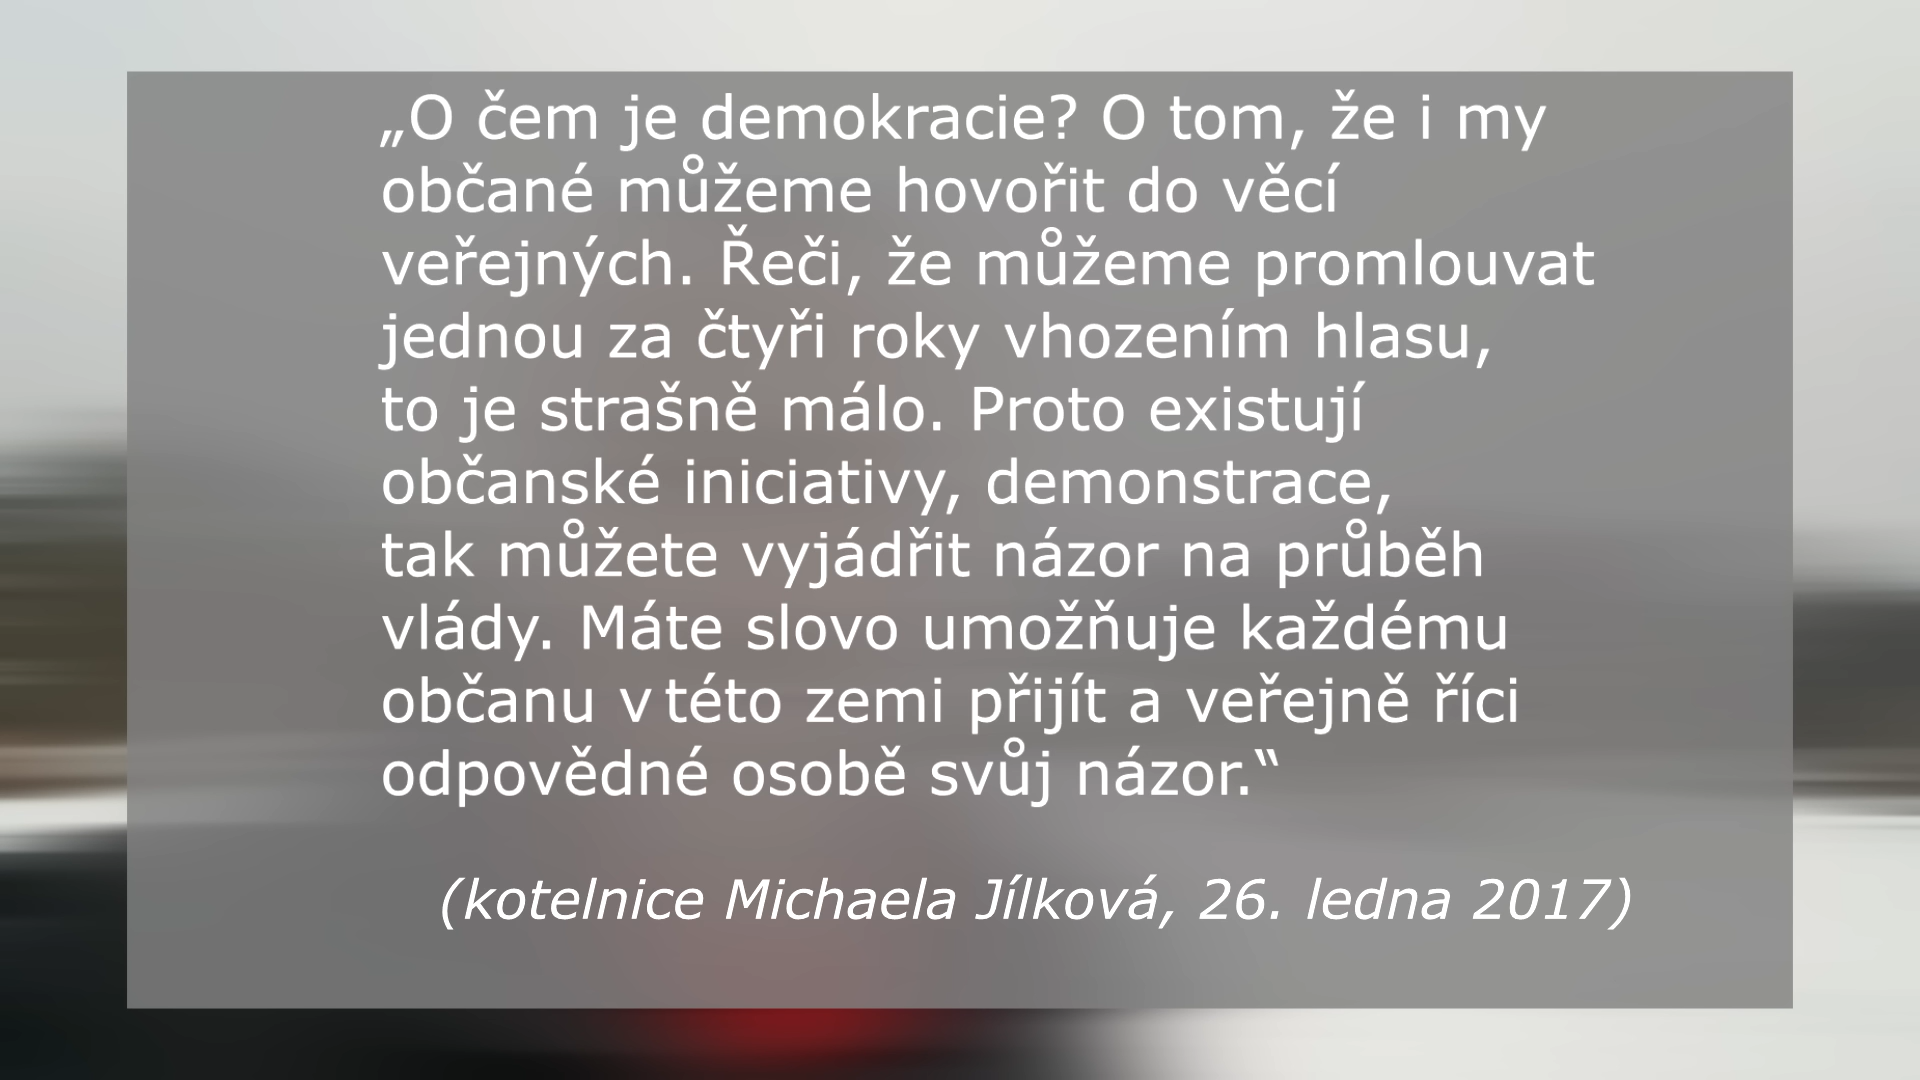 „O čem je demokracie? O tom, že i my
občané můžeme hovořit do věcí
veřejných. Řeči, že můžeme promlouvat
jednou za čtyři roky vhozením hlasu,
to je strašně málo. Proto existují
občanské iniciativy, demonstrace,
tak můžete vyjádřit názor na průběh
vlády. Máte slovo umožňuje každému
občanu v této zemi přijít a veřejně říci
odpovědné osobě svůj názor.“
(kotelnice Michaela Jílková, 26. ledna 2017)